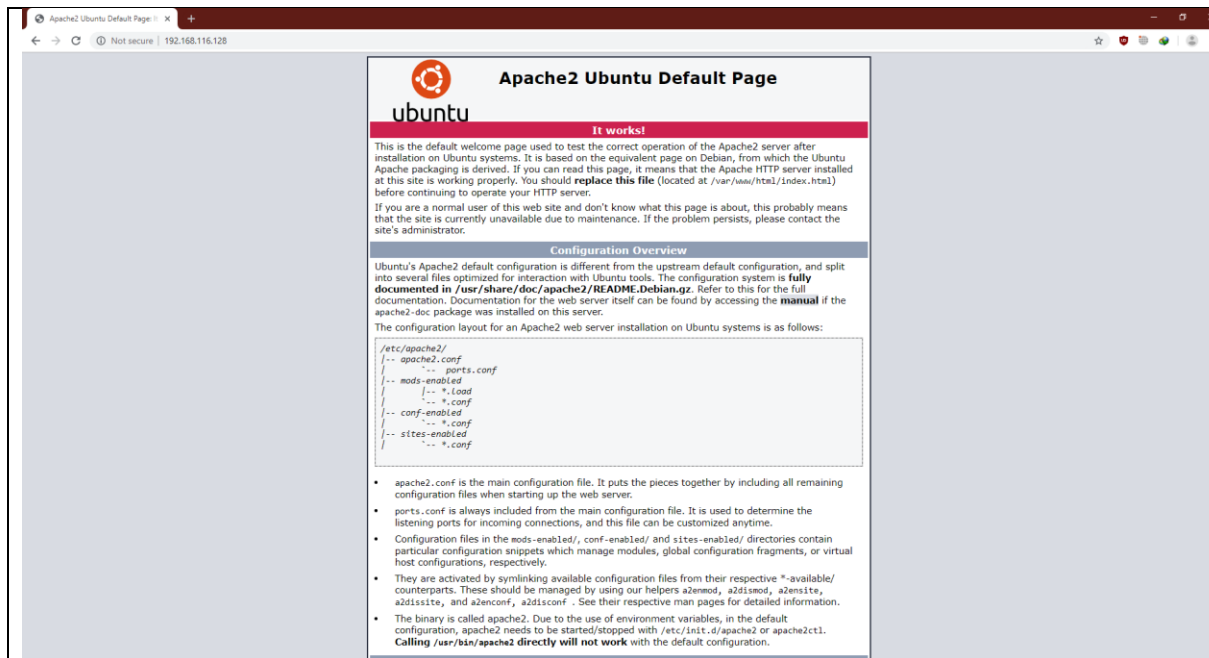 Apache2 Ubuntu Default Page:
Not secure | 192.168.116.128
ubuntu
Apache2 Ubuntu Default Page
It works!
This is the default welcome page used to test the correct operation of the Apache2 server after
installation on Ubuntu systems. It is based on the equivalent page on Debian, from which the Ubuntu
Apache packaging is derived. If you can read this page, it means that the Apache HTTP server installed
at this site is working properly. You should replace this file (located at /var/www/html/index.html)
before continuing to operate your HTTP server.
If you are a normal user of this web site and don't know what this page is about, this probably means
that the site is currently unavailable due to maintenance. If the problem persists, please contact the
site's administrator.
Configuration Overview
Ubuntu's Apache2 default configuration is different from the upstream default configuration, and split
into several files optimized for interaction with Ubuntu tools. The configuration system is fully
documented in /usr/share/doc/apache2/README.Debian.gz. Refer to this for the full
documentation. Documentation for the web server itself can be found by accessing the manual if the
apache2-doc package was installed on this server.
The configuration layout for an Apache2 web server installation on Ubuntu systems is as follows:
/etc/apache2/
|-- apache2.conf
|       `--  ports.conf
|-- mods-enabled
|       |-- *.load
|       `-- *.conf
|-- conf-enabled
|       `-- *.conf
|-- sites-enabled
|       `-- *.conf
• apache2.conf is the main configuration file. It puts the pieces together by including all remaining
configuration files when starting up the web server.
• ports.conf is always included from the main configuration file. It is used to determine the
listening ports for incoming connections, and this file can be customized anytime.
• Configuration files in the mods-enabled/, conf-enabled/ and sites-enabled/ directories contain
particular configuration snippets which manage modules, global configuration fragments, or virtual
host configurations, respectively.
• They are activated by symlinking available configuration files from their respective *-available/
counterparts. These should be managed by using our helpers a2enmod, a2dismod, a2ensite,
a2dissite, and a2enconf, a2disconf . See their respective man pages for detailed information.
• The binary is called apache2. Due to the use of environment variables, in the default
configuration, apache2 needs to be started/stopped with /etc/init.d/apache2 or apache2ctl.
Calling /usr/bin/apache2 directly will not work with the default configuration.